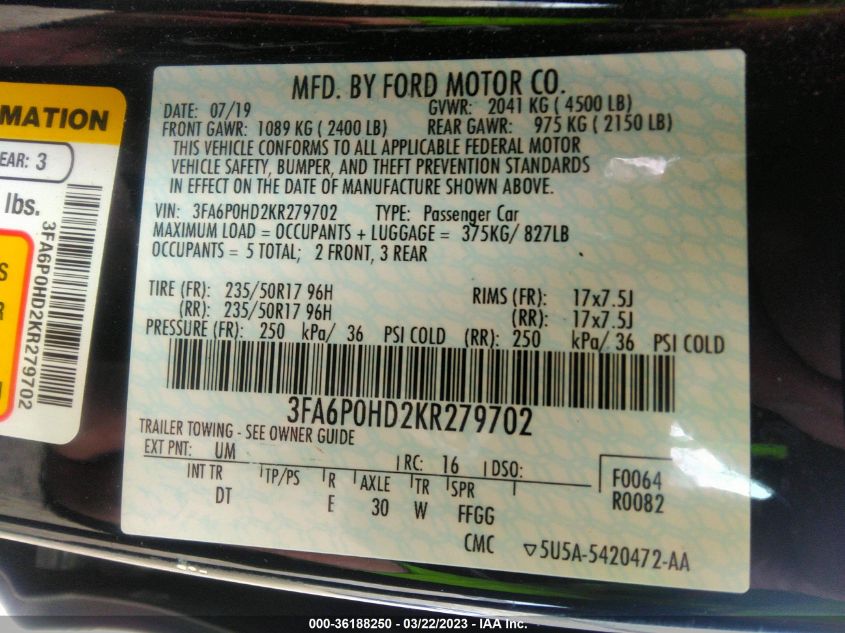 MFD. BY FORD MOTOR CO.
DATE: 07/19 GVWR: 2041 KG ( 4500 LB)
FRONT GAWR: 1089 KG ( 2400 LB) REAR GAWR: 975 KG ( 2150 LB)
THIS VEHICLE CONFORMS TO ALL APPLICABLE FEDERAL MOTOR
VEHICLE SAFETY, BUMPER, AND THEFT PREVENTION STANDARDS
IN EFFECT ON THE DATE OF MANUFACTURE SHOWN ABOVE.
VIN: 3FA6P0HD2KR279702 TYPE: Passenger Car
MAXIMUM LOAD = OCCUPANTS + LUGGAGE = 375KG/ 827LB
OCCUPANTS = 5 TOTAL; 2 FRONT, 3 REAR
TIRE (FR): 235/50R17 96H RIMS (FR): 17x7.5J
(RR): 235/50R17 96H (RR): 17x7.5J
PRESSURE (FR): 250 kPa/ 36 PSI COLD (RR): 250 kPa/ 36 PSI COLD
3FA6P0HD2KR279702
TRAILER TOWING - SEE OWNER GUIDE
EXT PNT: UM RC: 16 DSO: F0064
INT TR TP/PS R AXLE TR SPR R0082
DT E 30 W FFGG
CMC ▽5U5A-5420472-AA
MATION
EAR: 3
lbs.
S
R
3FA6P0HD2KR279702
000-36188250 - 03/22/2023 - IAA Inc.